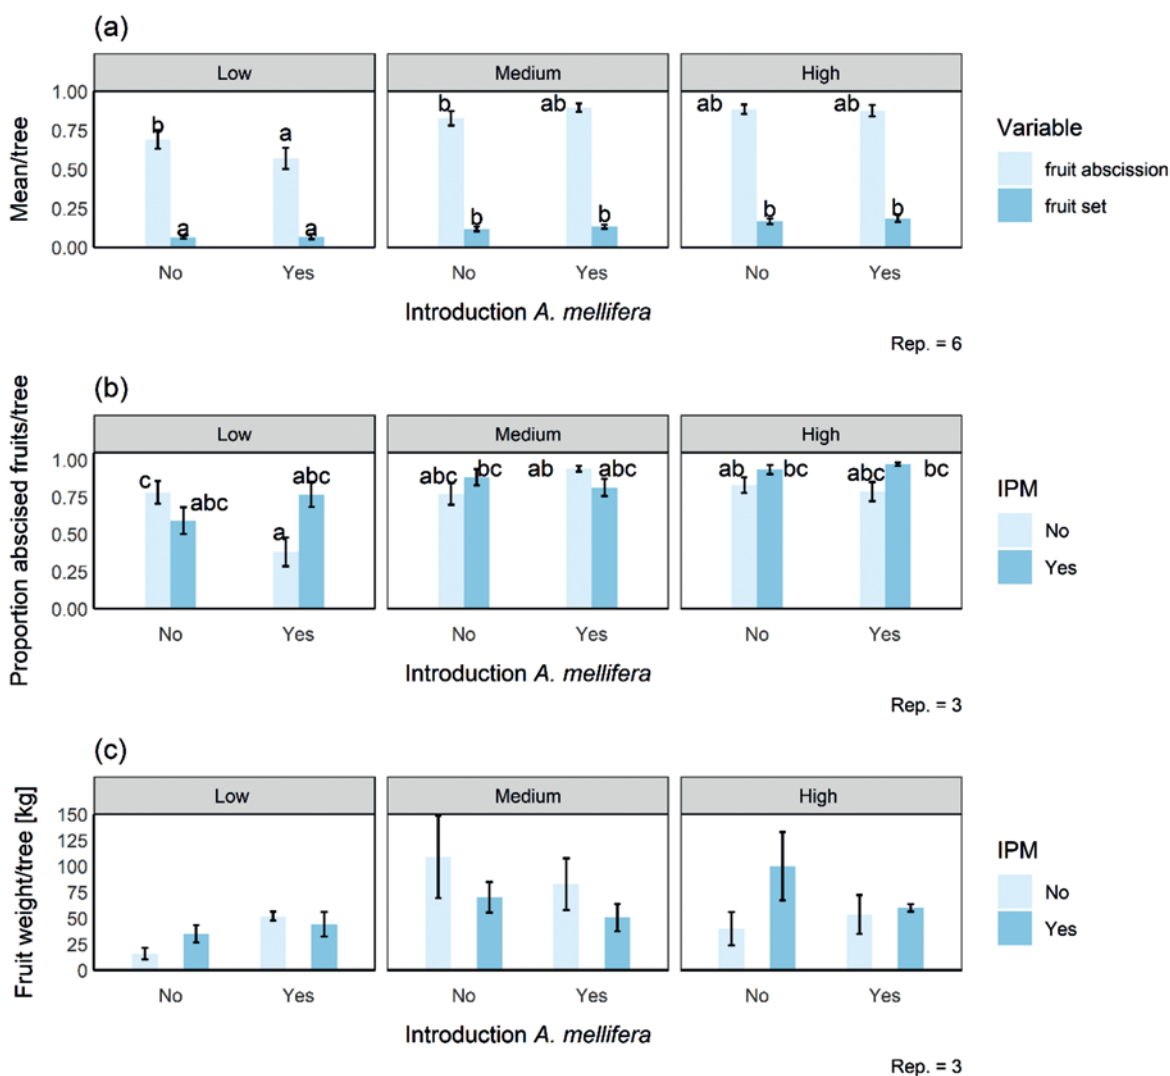 (a)
Low Medium High
Mean/tree
1.00
0.75
0.50
0.25
0.00
b a b ab ab ab
a a b b b b
No Yes No Yes No Yes
Introduction A. mellifera
Rep. = 6
Variable
fruit abscission
fruit set
(b)
Low Medium High
Proportion abscised fruits/tree
1.00
0.75
0.50
0.25
0.00
c abc a abc abc bc ab abc ab bc abc bc
No Yes No Yes No Yes
Introduction A. mellifera
Rep. = 3
IPM
No
Yes
(c)
Low Medium High
Fruit weight/tree [kg]
150
125
100
75
50
25
0
No Yes No Yes No Yes
Introduction A. mellifera
Rep. = 3
IPM
No
Yes